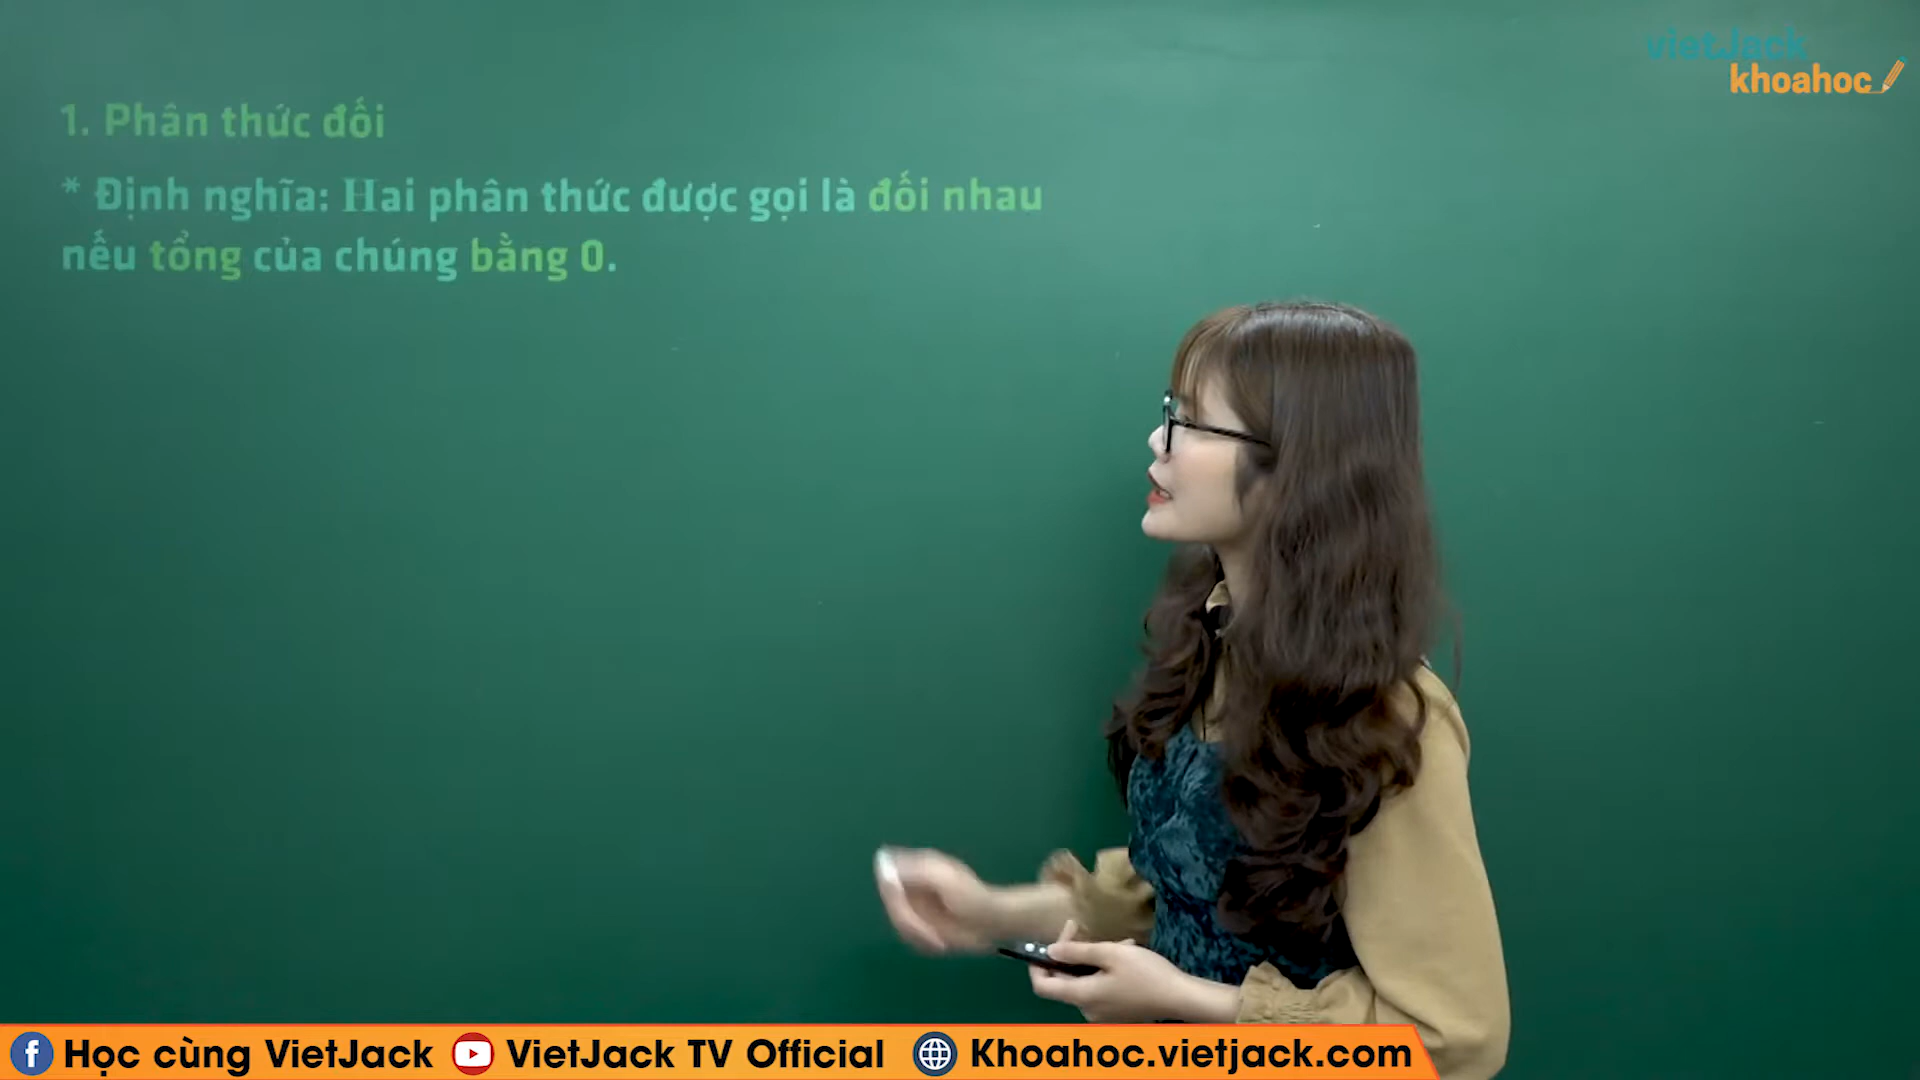 vietJack
khoahoc
1. Phân thức đối
* Định nghĩa: Hai phân thức được gọi là đối nhau
nếu tổng của chúng bằng 0.
Học cùng VietJack VietJack TV Official Khoahoc.vietjack.com